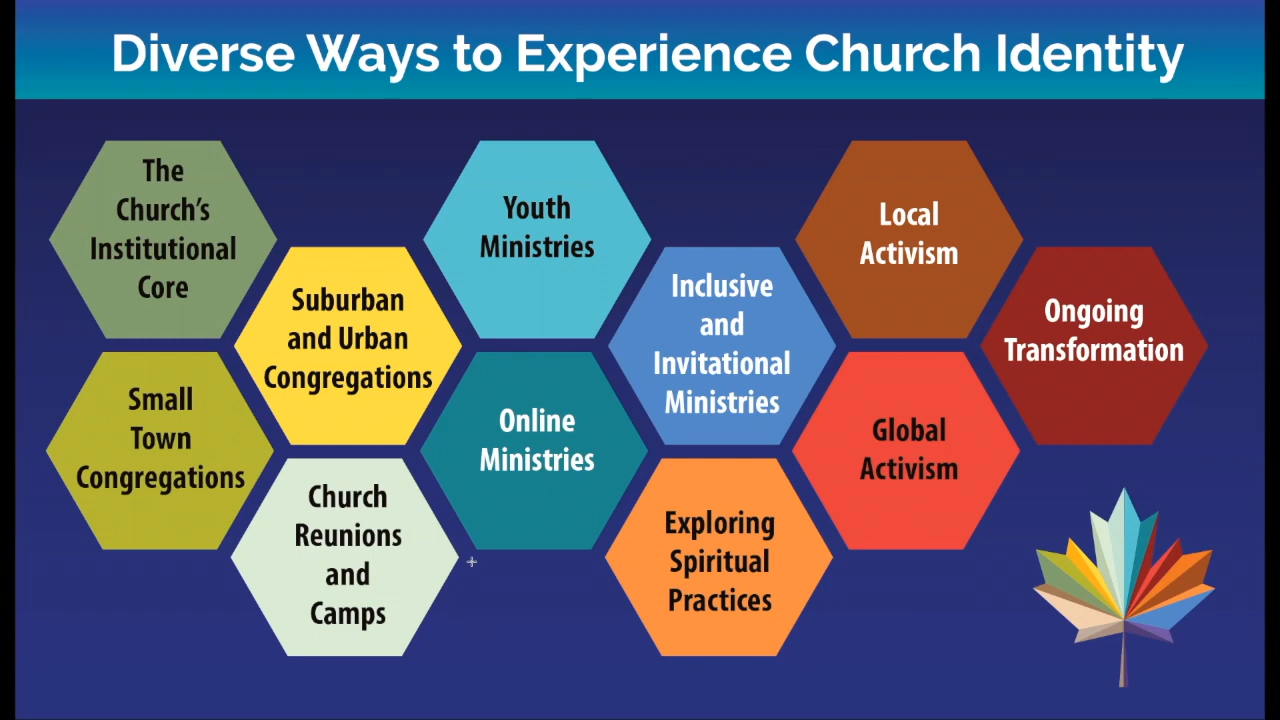 Diverse Ways to Experience Church Identity
The
Church's
Institutional
Core
Suburban
and Urban
Congregations
Youth
Ministries
Inclusive
and
Invitational
Ministries
Local
Activism
Ongoing
Transformation
Small
Town
Congregations
Church
Reunions
and
Camps
Online
Ministries
Exploring
Spiritual
Practices
Global
Activism